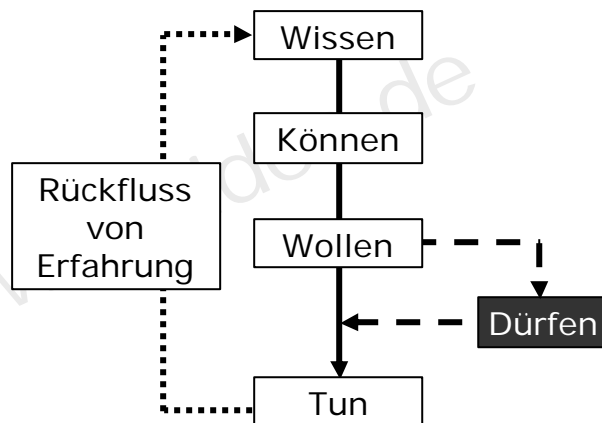 Wissen
Können
Rückfluss
von
Erfahrung
Wollen
Dürfen
Tun